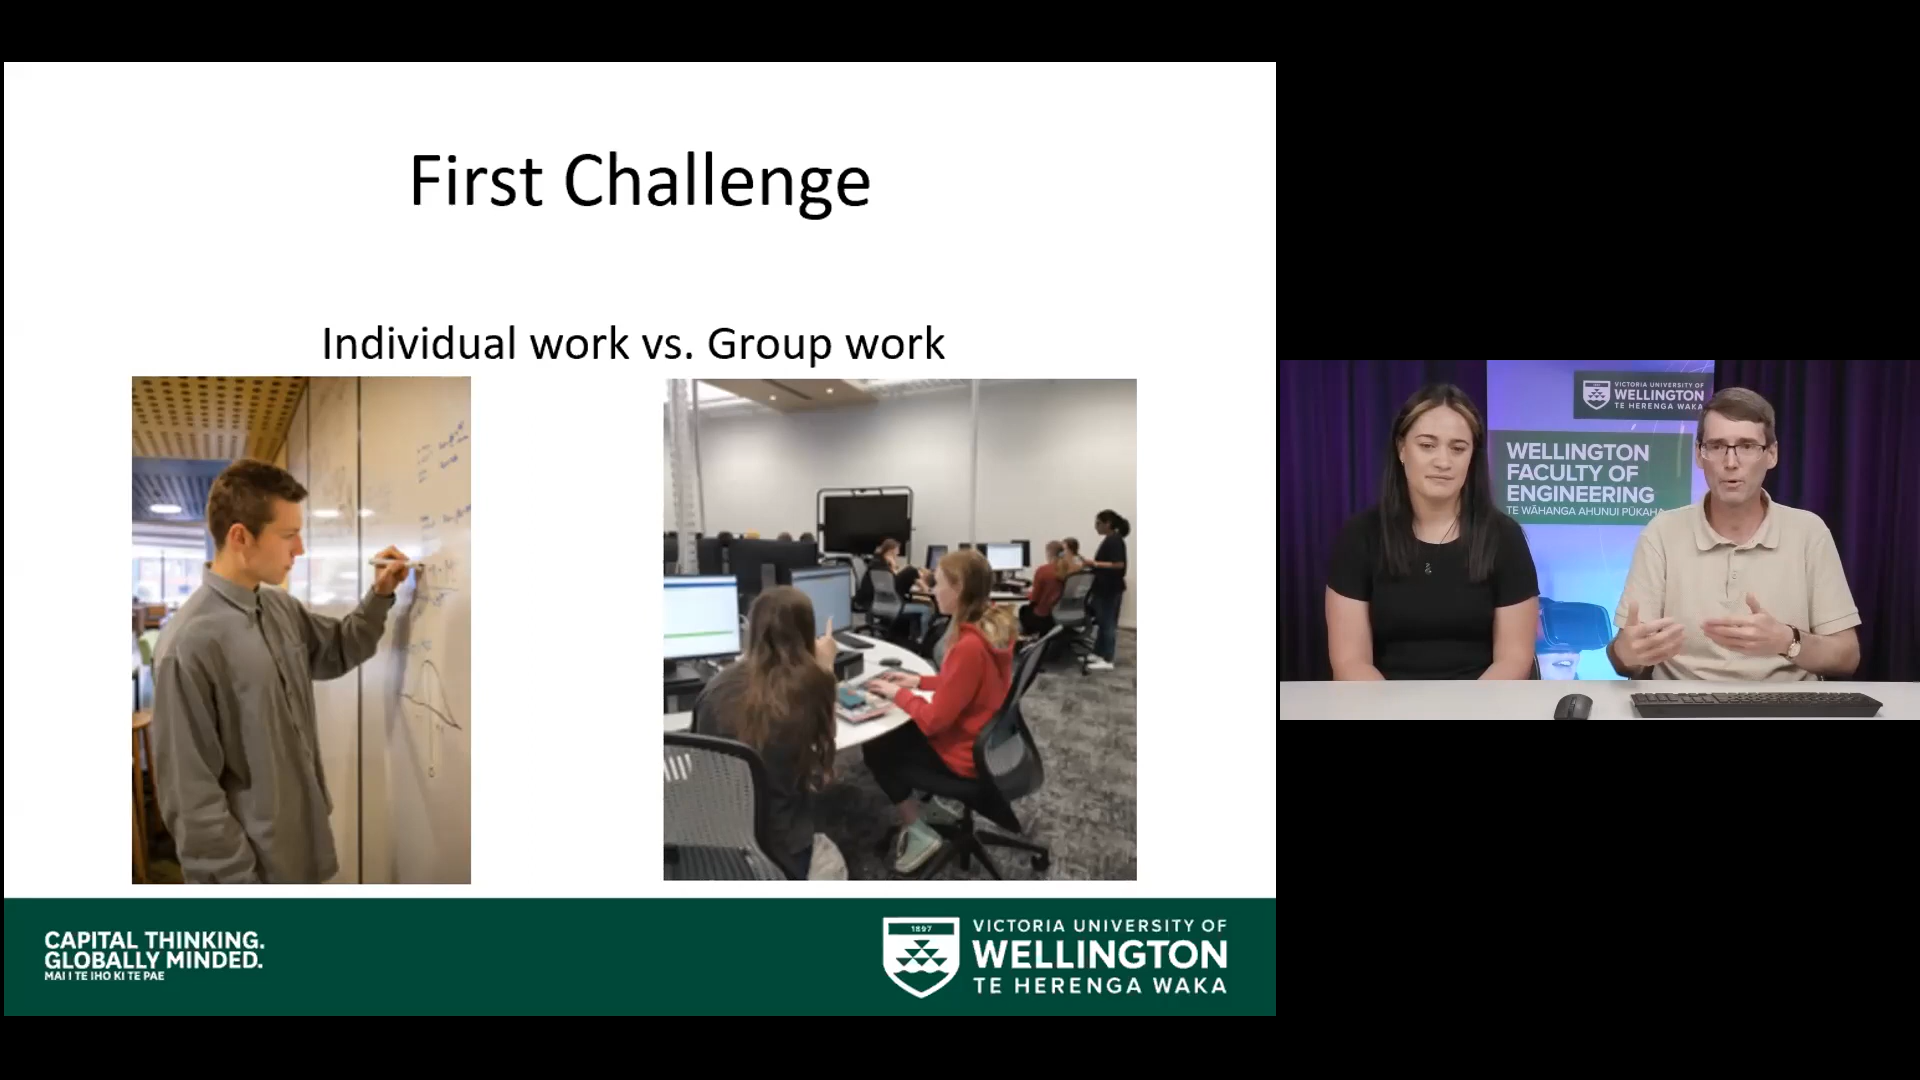 First Challenge
Individual work vs. Group work
CAPITAL THINKING.
GLOBALLY MINDED.
MAI I TE IHO KI TE PAE
1897
VICTORIA UNIVERSITY OF
WELLINGTON
TE HERENGA WAKA
VICTORIA UNIVERSITY OF
WELLINGTON
TE HERENGA WAKA
WELLINGTON
FACULTY OF
ENGINEERING
TE WĀHANGA AHUNUI PŪKAHA